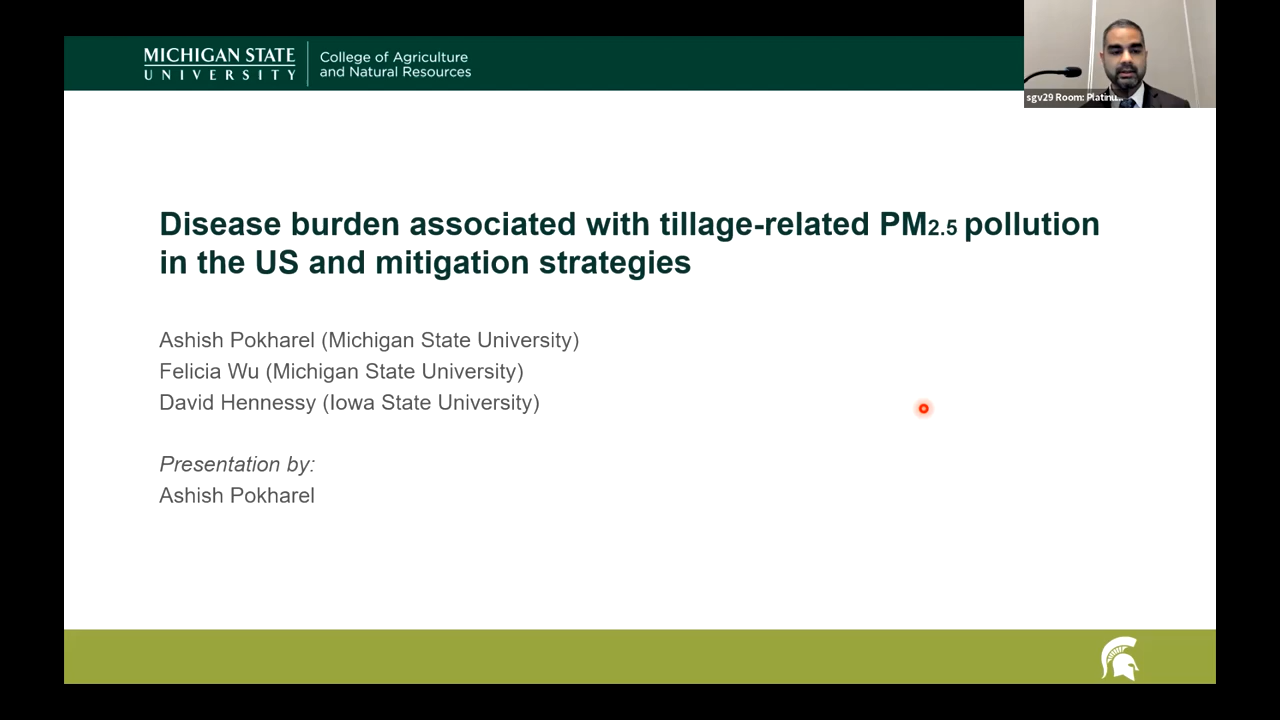 MICHIGAN STATE
UNIVERSITY
College of Agriculture
and Natural Resources
sgv29 Room: Platinu...
Disease burden associated with tillage-related PM2.5 pollution
in the US and mitigation strategies
Ashish Pokharel (Michigan State University)
Felicia Wu (Michigan State University)
David Hennessy (Iowa State University)
Presentation by:
Ashish Pokharel